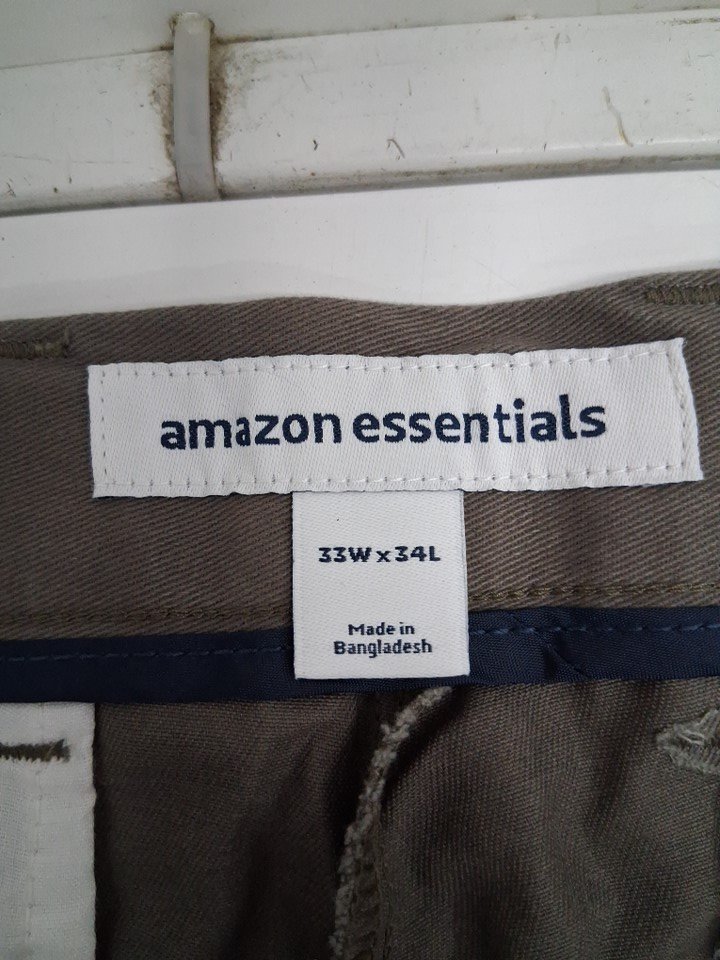 amazon essentials
33W x 34L
Made in
Bangladesh